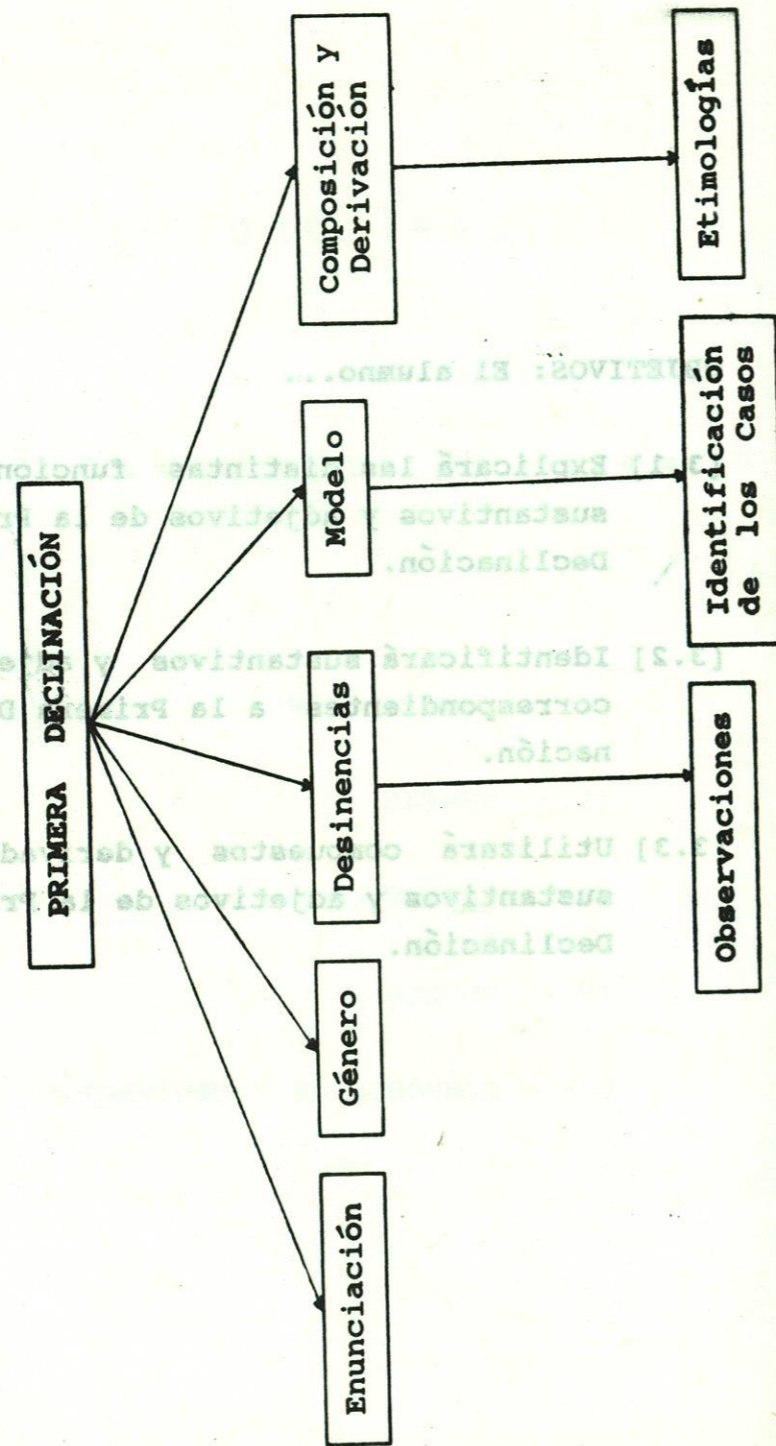 PRIMERA DECLINACIÓN
Enunciación
Género
Desinencias
Modelo
Composición y
Derivación
Observaciones
Identificación
de los Casos
Etimologías
OBJETIVOS: El alumno...
[3.1] Explicará las distintas funcion
sustantivos y adjetivos de la Pr
Declinación.
[3.2] Identificará sustantivos y adje
correspondientes a la Primera D
nación.
3.3] Utilizará compuestos y derivad
sustantivos y adjetivos de la Pr
Declinación.